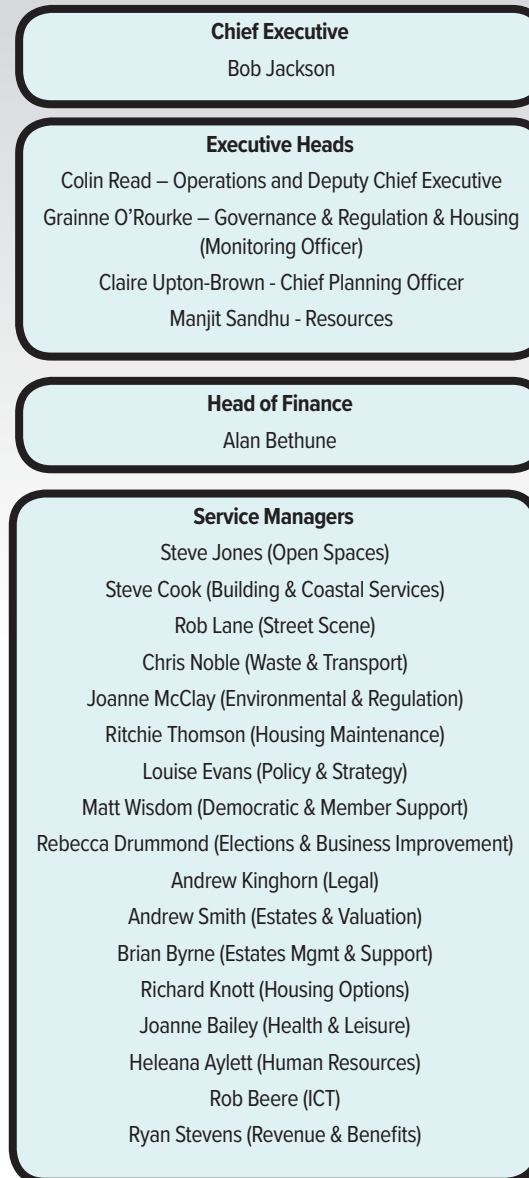 Chief Executive
Bob Jackson
Executive Heads
Colin Read – Operations and Deputy Chief Executive
Grainne O’Rourke – Governance & Regulation & Housing
(Monitoring Officer)
Claire Upton-Brown - Chief Planning Officer
Manjit Sandhu - Resources
Head of Finance
Alan Bethune
Service Managers
Steve Jones (Open Spaces)
Steve Cook (Building & Coastal Services)
Rob Lane (Street Scene)
Chris Noble (Waste & Transport)
Joanne McClay (Environmental & Regulation)
Ritchie Thomson (Housing Maintenance)
Louise Evans (Policy & Strategy)
Matt Wisdom (Democratic & Member Support)
Rebecca Drummond (Elections & Business Improvement)
Andrew Kinghorn (Legal)
Andrew Smith (Estates & Valuation)
Brian Byrne (Estates Mgmt & Support)
Richard Knott (Housing Options)
Joanne Bailey (Health & Leisure)
Heleana Aylett (Human Resources)
Rob Beere (ICT)
Ryan Stevens (Revenue & Benefits)